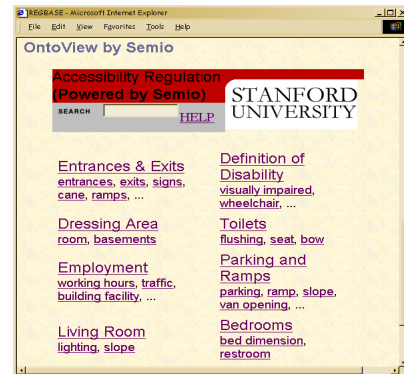 REGBASE - Microsoft Internet Explorer
File Edit View Favorites Tools Help
OntoView by Semio
Accessibility Regulation
(Powered by Semio)
SEARCH
HELP
STANFORD
UNIVERSITY
Entrances & Exits
entrances, exits, signs,
cane, ramps, ...
Definition of
Disability
visually impaired,
wheelchair, ...
Dressing Area
room, basements
Toilets
flushing, seat, bow
Employment
working hours, traffic,
building facility, ...
Parking and
Ramps
parking, ramp, slope,
van opening, ...
Living Room
lighting, slope
Bedrooms
bed dimension,
restroom